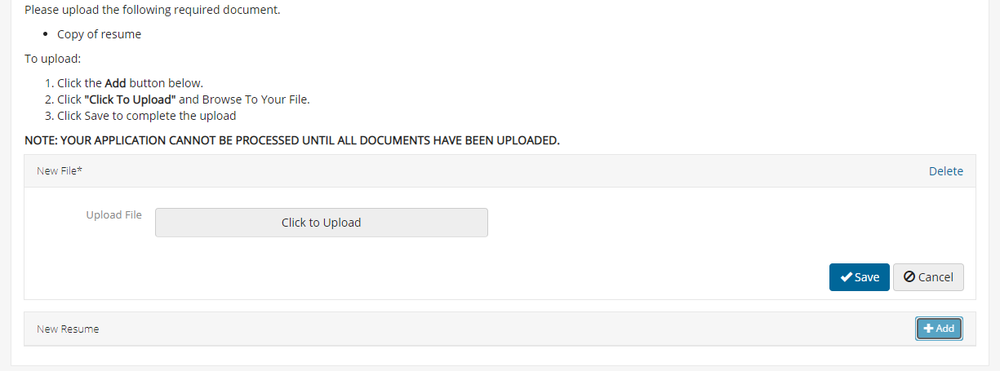 Please upload the following required document.
• Copy of resume
To upload:
1. Click the Add button below.
2. Click "Click To Upload" and Browse To Your File.
3. Click Save to complete the upload
NOTE: YOUR APPLICATION CANNOT BE PROCESSED UNTIL ALL DOCUMENTS HAVE BEEN UPLOADED.
New File* Delete
Upload File Click to Upload
Save Cancel
New Resume Add